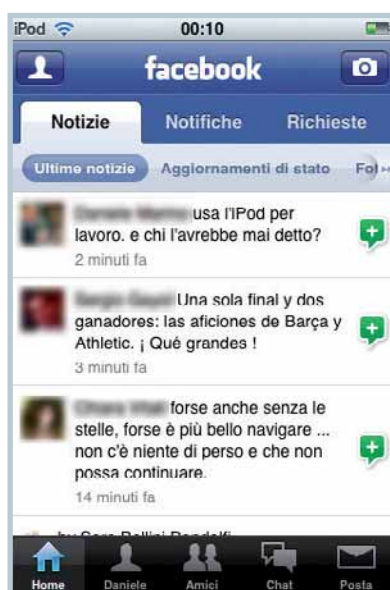 iPod 00:10
facebook
Notizie Notifiche Richieste
Ultime notizie Aggiornamenti di stato
usa l'IPod per
lavoro. e chi l'avrebbe mai detto?
2 minuti fa
Una sola final y dos
ganadores: las aficiones de Barça y
Athletic. ¡ Qué grandes !
3 minuti fa
forse anche senza le
stelle, forse è più bello navigare ...
non c'è niente di perso e che non
possa continuare.
14 minuti fa
Home Daniele Amici Chat Posta